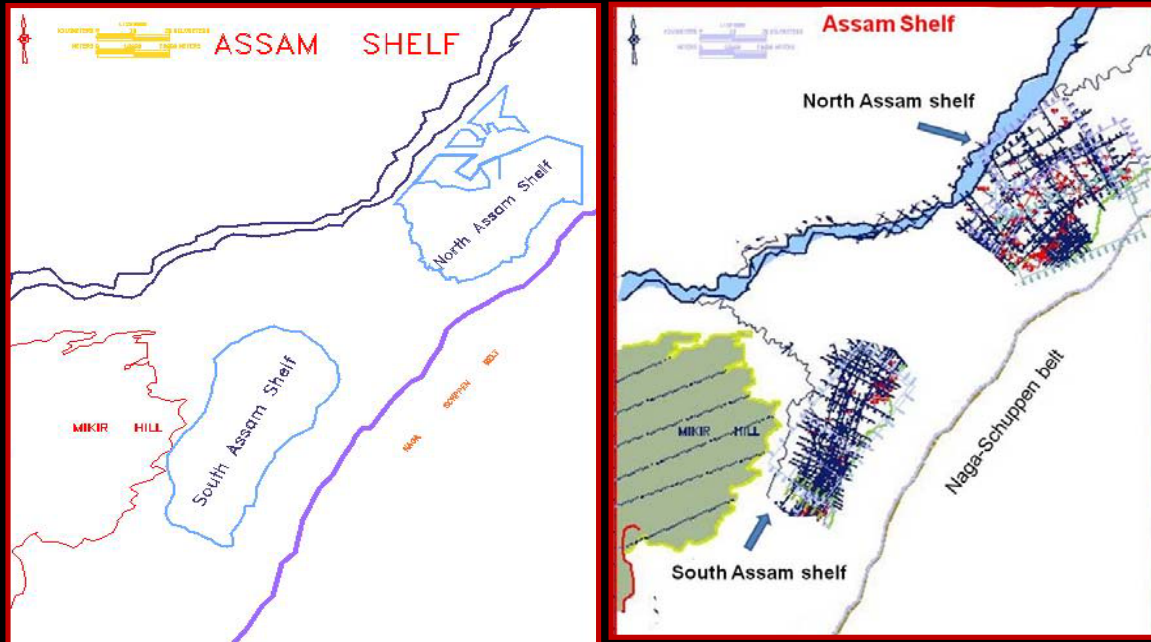 ASSAM SHELF
North Assam Shelf
South Assam Shelf
MIKIR HILL
NAGA SCHPPEN BELT
Assam Shelf
North Assam shelf
MIKIR HILL
Naga-Schuppen belt
South Assam shelf